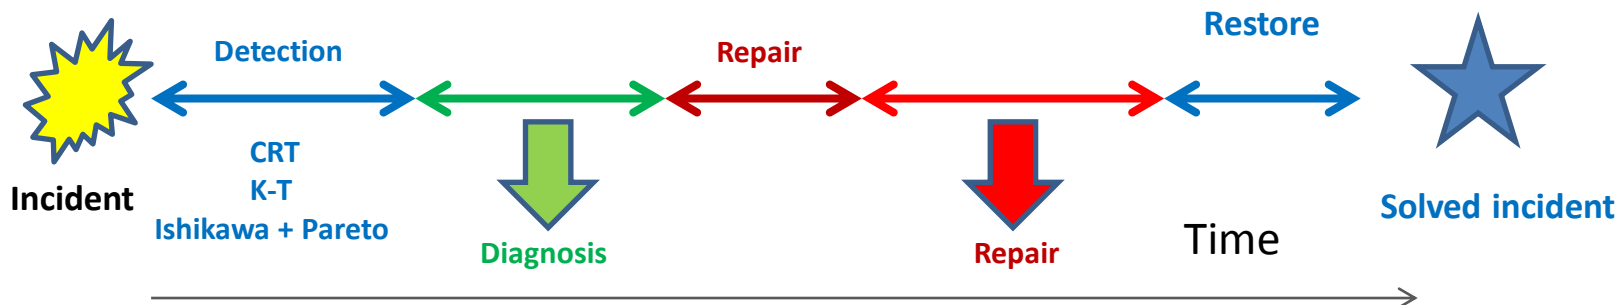 Detection
Repair
Restore
CRT
K-T
Ishikawa + Pareto
Incident
Diagnosis
Repair
Time
Solved incident